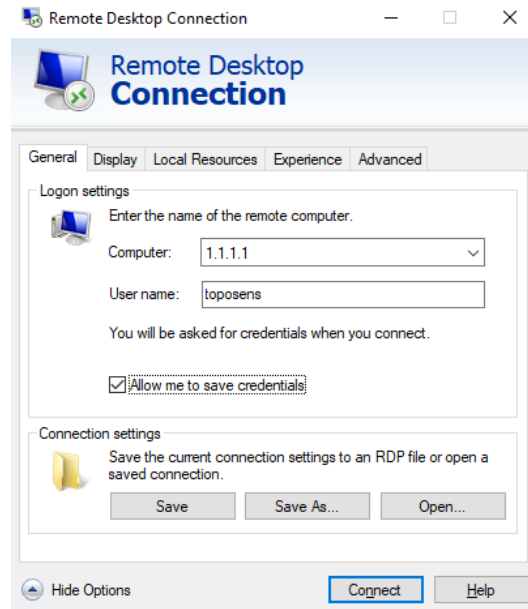 Remote Desktop Connection
Remote Desktop
Connection
General Display Local Resources Experience Advanced
Logon settings
Enter the name of the remote computer.
Computer: 1.1.1.1
User name: toposens
You will be asked for credentials when you connect.
Allow me to save credentials
Connection settings
Save the current connection settings to an RDP file or open a
saved connection.
Save Save As... Open...
Hide Options Connect Help